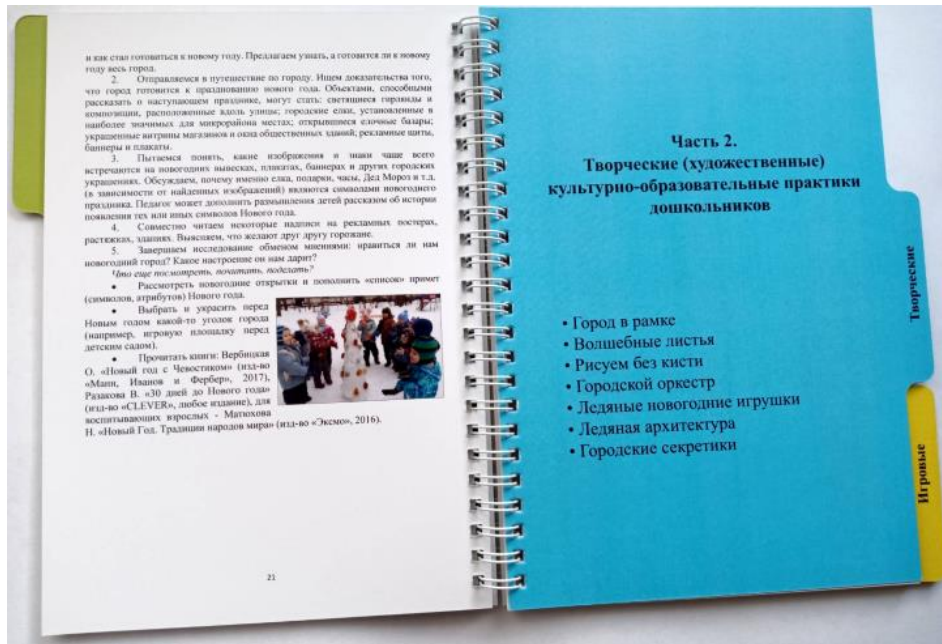 и как стал готовиться к новому году. Предлагаем узнать, а готовится ли к новому
году весь город.
2. Отправляемся в путешествие по городу. Ищем доказательства того,
что город готовится к празднованию нового года. Объектами, способными
рассказать о наступающем празднике, могут стать: светящиеся гирлянды и
композиции, расположенные вдоль улицы; городские елки, установленные в
наиболее значимых для микрорайона местах; открывшиеся елочные базары;
украшенные витрины магазинов и окна общественных зданий; рекламные щиты,
баннеры и плакаты.
3. Пытаемся понять, какие изображения и знаки чаще всего
встречаются на новогодних вывесках, плакатах, баннерах и других городских
украшениях. Обсуждаем, почему именно елка, подарки, часы, Дед Мороз и т.д.
(в зависимости от найденных изображений) являются символами новогоднего
праздника. Педагог может дополнить размышления детей рассказом об истории
появления тех или иных символов Нового года.
4. Совместно читаем некоторые надписи на рекламных постерах,
растяжках, зданиях. Выясняем, что желают друг другу горожане.
5. Завершаем исследование обменом мнениями: нравиться ли нам
новогодний город? Какое настроение он нам дарит?
Что еще посмотреть, почитать, поделать?
• Рассмотреть новогодние открытки и пополнить «список» примет
(символов, атрибутов) Нового года.
• Выбрать и украсить перед
Новым годом какой-то уголок города
(например, игровую площадку перед
детским садом).
• Прочитать книги: Вербицкая
О. «Новый год с Чевостиком» (изд-во
«Манн, Иванов и Фербер», 2017),
Разакова В. «30 дней до Нового года»
(изд-во «CLEVER», любое издание), для
воспитывающих взрослых - Матюхова
Н. «Новый Год. Традиции народов мира» (изд-во «Эксмо», 2016).
21
Часть 2.
Творческие (художественные)
культурно-образовательные практики
дошкольников
• Город в рамке
• Волшебные листья
• Рисуем без кисти
• Городской оркестр
• Ледяные новогодние игрушки
• Ледяная архитектура
• Городские секретики
Творческие
Игровые